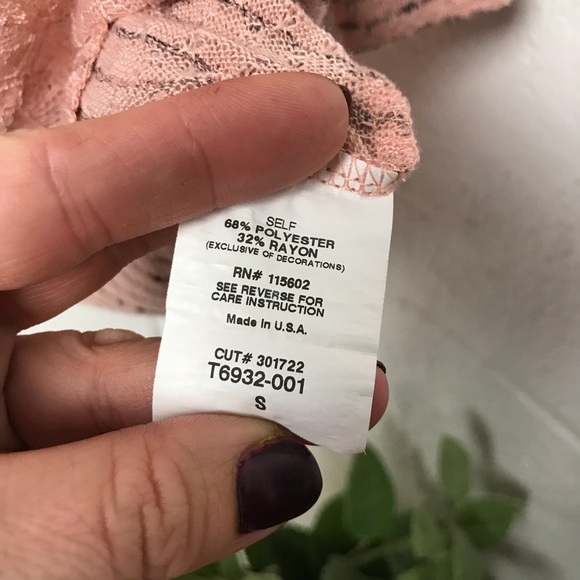 SELF
68% POLYESTER
32% RAYON
(EXCLUSIVE OF DECORATIONS)
RN# 115602
SEE REVERSE FOR
CARE INSTRUCTION
Made In U.S.A.
CUT# 301722
T6932-001
S